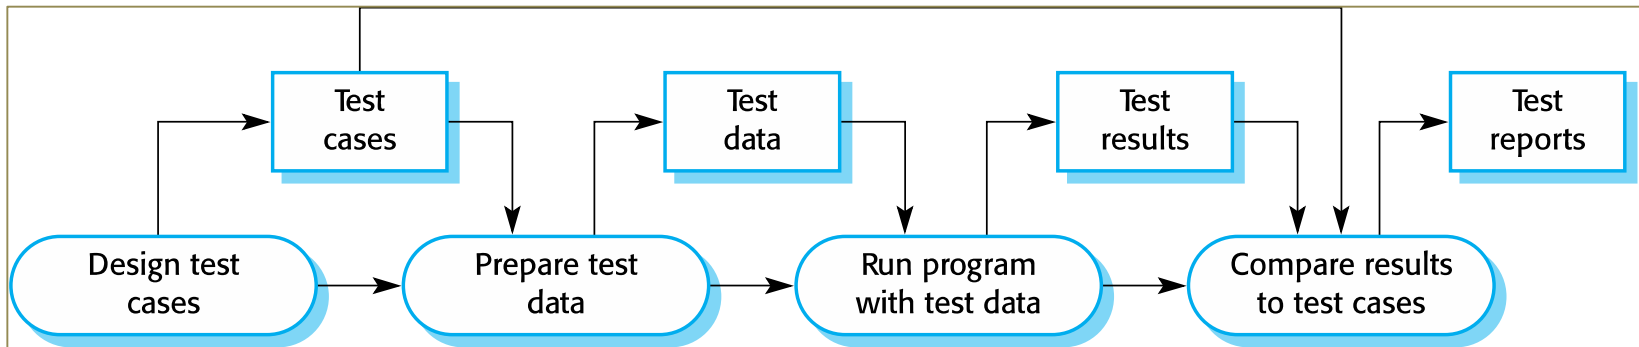 Test
cases
Test
data
Test
results
Test
reports
Design test
cases
Prepare test
data
Run program
with test data
Compare results
to test cases